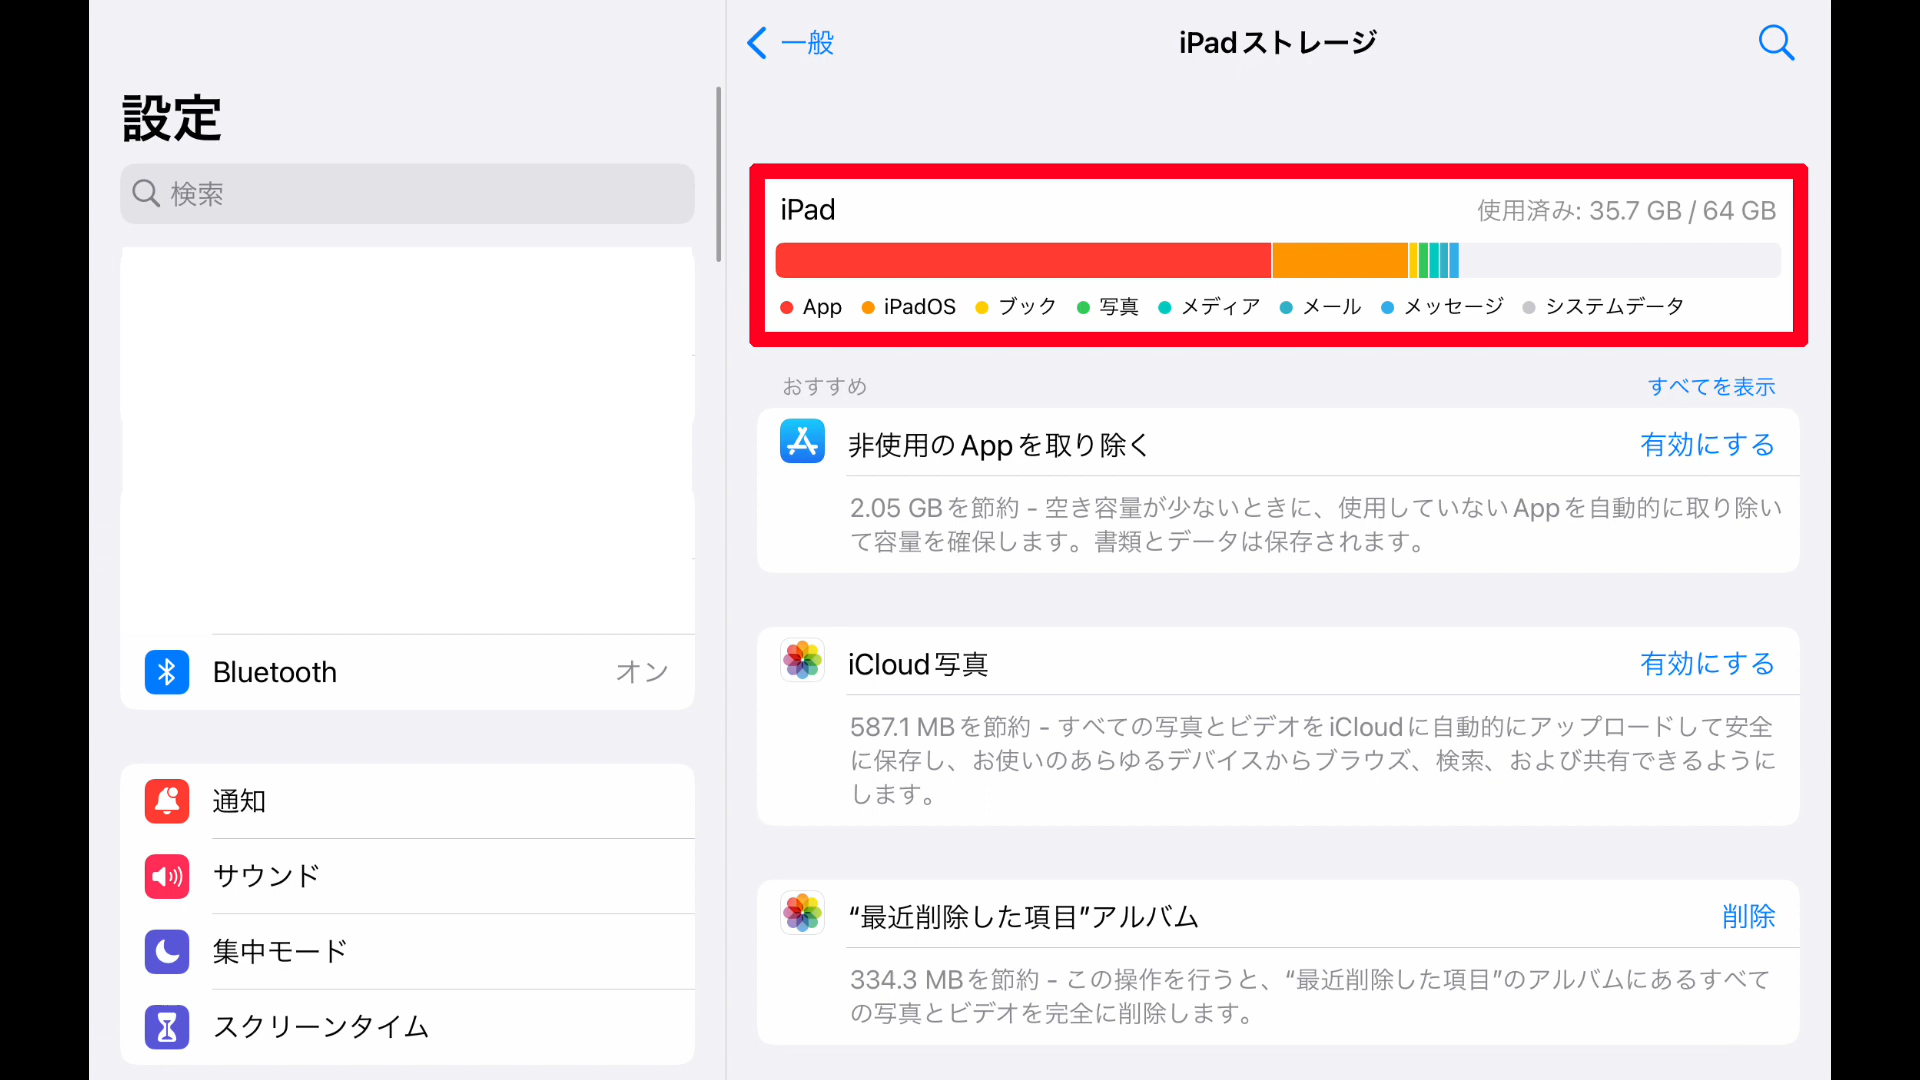 設定
検索
Bluetooth オン
通知
サウンド
集中モード
スクリーンタイム
一般
iPadストレージ
iPad 使用済み: 35.7 GB / 64 GB
App iPadOS ブック 写真 メディア メール メッセージ システムデータ
おすすめ すべてを表示
非使用のAppを取り除く 有効にする
2.05 GBを節約 - 空き容量が少ないときに、使用していないAppを自動的に取り除い
て容量を確保します。書類とデータは保存されます。
iCloud写真 有効にする
587.1 MBを節約 - すべての写真とビデオをiCloudに自動的にアップロードして安全
に保存し、お使いのあらゆるデバイスからブラウズ、検索、および共有できるように
します。
“最近削除した項目”アルバム 削除
334.3 MBを節約 - この操作を行うと、“最近削除した項目”のアルバムにあるすべて
の写真とビデオを完全に削除します。